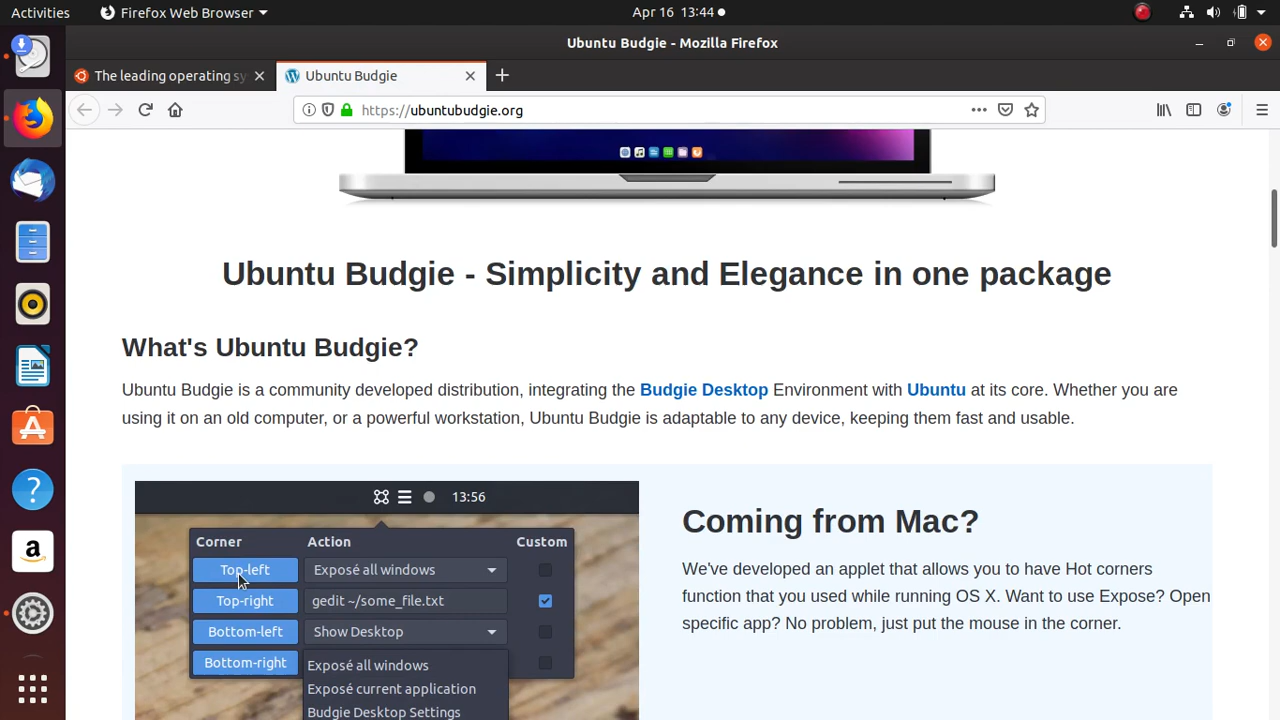 Activities Firefox Web Browser Apr 16 13:44
Ubuntu Budgie - Mozilla Firefox
The leading operating sy Ubuntu Budgie
https://ubuntubudgie.org
Ubuntu Budgie - Simplicity and Elegance in one package
What's Ubuntu Budgie?
Ubuntu Budgie is a community developed distribution, integrating the Budgie Desktop Environment with Ubuntu at its core. Whether you are
using it on an old computer, or a powerful workstation, Ubuntu Budgie is adaptable to any device, keeping them fast and usable.
13:56
Corner Action Custom
Top-left Exposé all windows
Top-right gedit ~/some_file.txt
Bottom-left Show Desktop
Bottom-right Exposé all windows
Exposé current application
Budgie Desktop Settings
Coming from Mac?
We've developed an applet that allows you to have Hot corners
function that you used while running OS X. Want to use Expose? Open
specific app? No problem, just put the mouse in the corner.